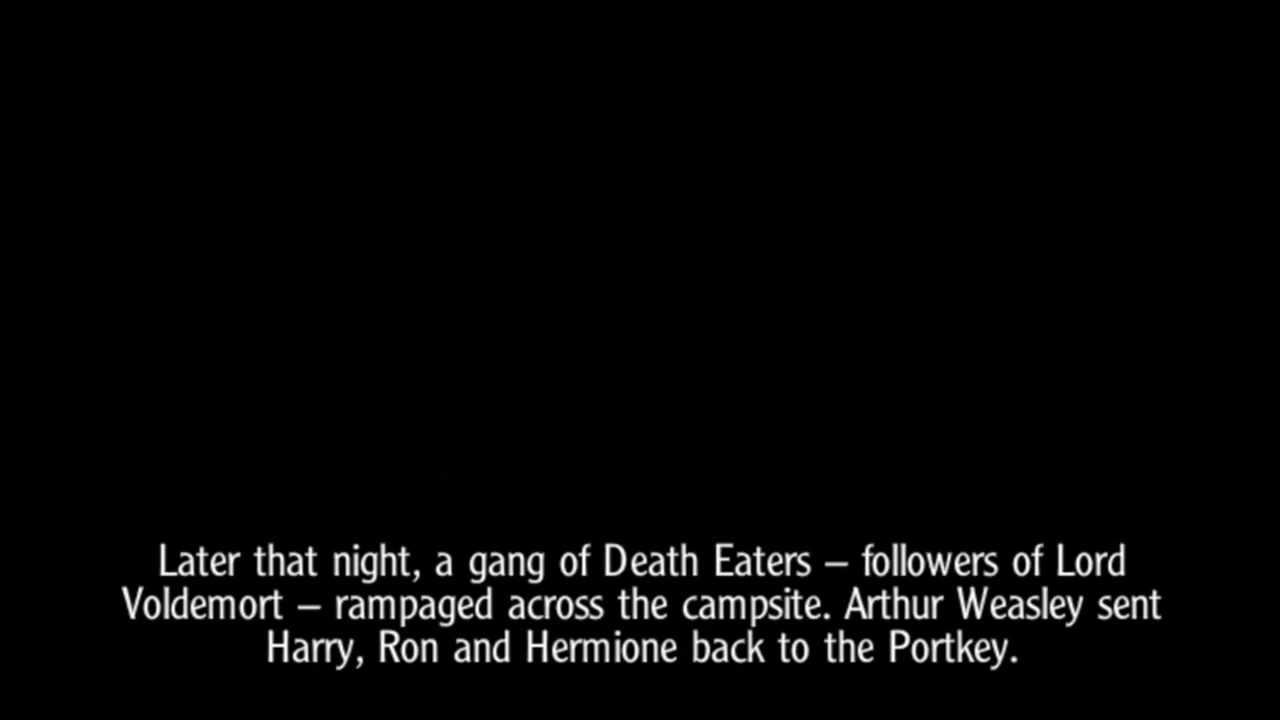 Later that night, a gang of Death Eaters – followers of Lord
Voldemort – rampaged across the campsite. Arthur Weasley sent
Harry, Ron and Hermione back to the Portkey.